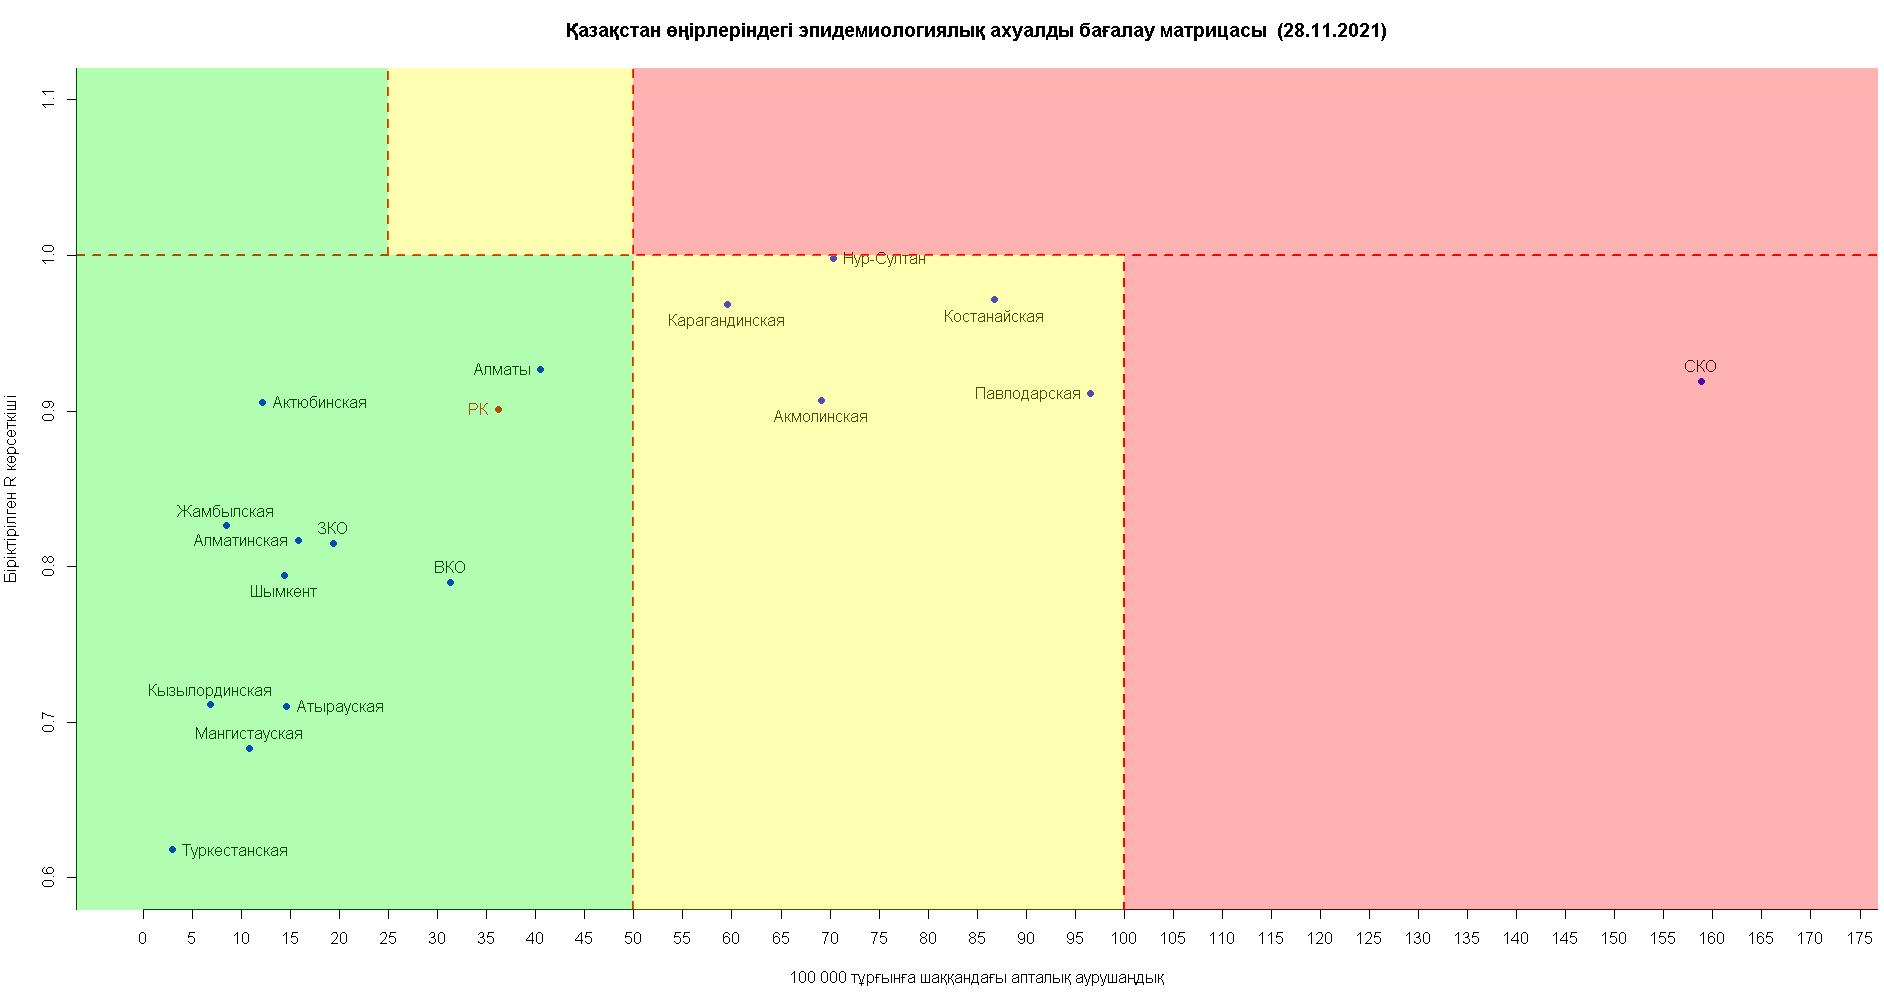 Қазақстан өңірлеріндегі эпидемиологиялық ахуалды бағалау матрицасы (28.11.2021)
Біріктірілген R көрсеткіші
1.1
1.0
0.9
0.8
0.7
0.6
Нур-Султан
Карагандинская
Костанайская
Алматы
СКО
Актюбинская
РК
Павлодарская
Акмолинская
Жамбылская
ЗКО
Алматинская
ВКО
Шымкент
Кызылординская
Атырауская
Мангистауская
Туркестанская
0 5 10 15 20 25 30 35 40 45 50 55 60 65 70 75 80 85 90 95 100 105 110 115 120 125 130 135 140 145 150 155 160 165 170 175
100 000 тұрғынға шаққандағы апталық аурушаңдық